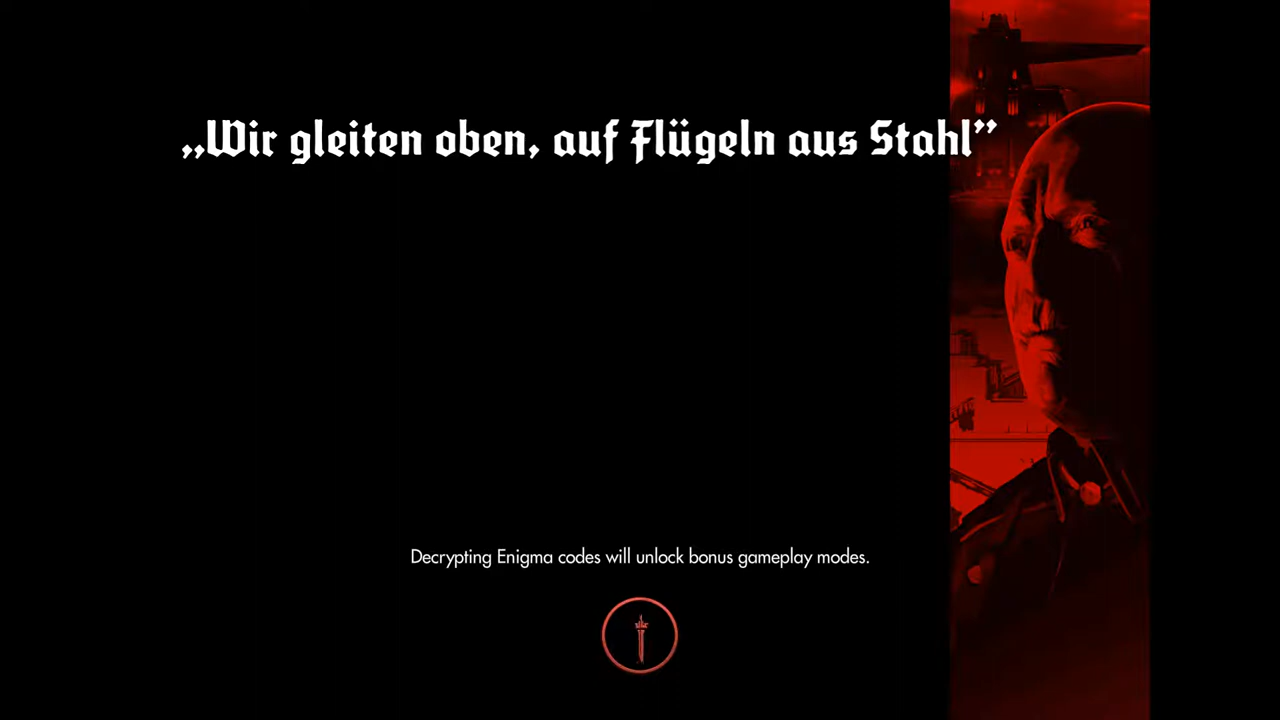 „Wir gleiten oben, auf Flügeln aus Stahl”
Decrypting Enigma codes will unlock bonus gameplay modes.